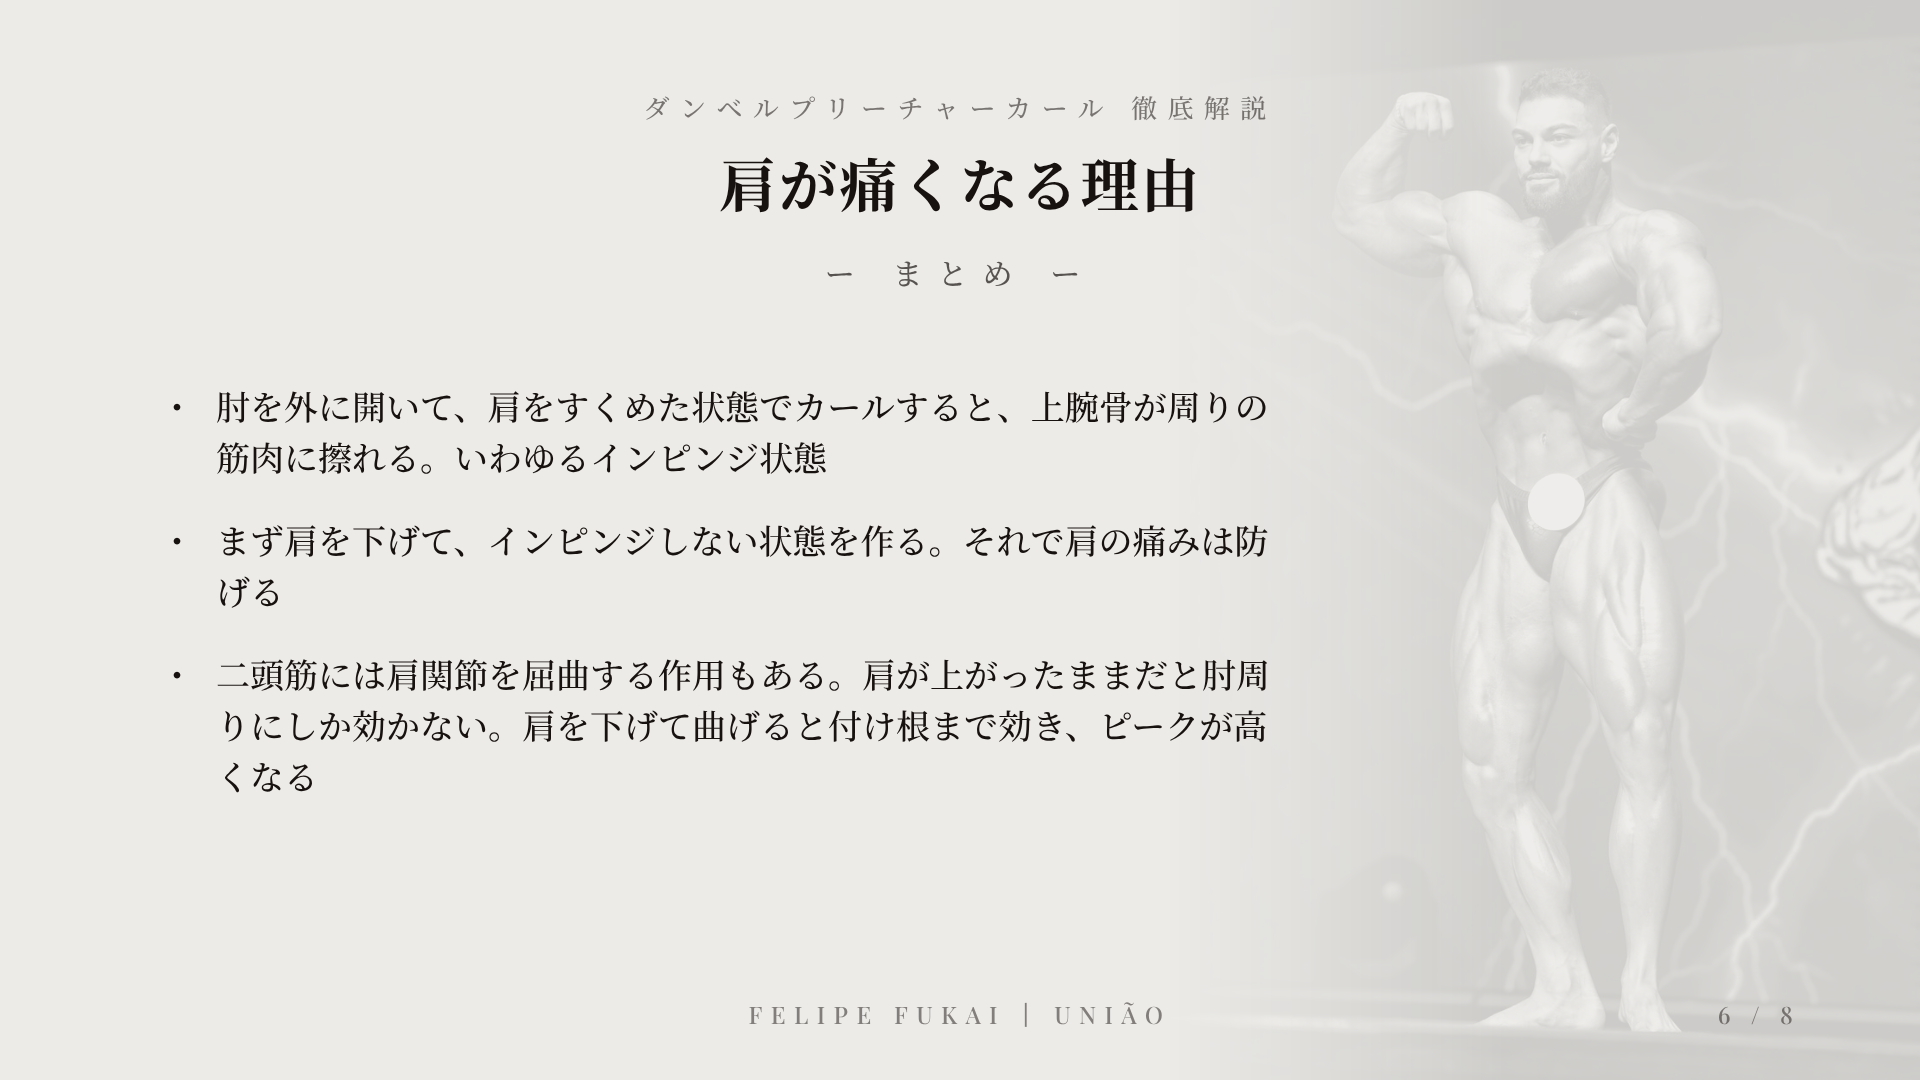 ダンベルプリーチャーカール 徹底解説
肩が痛くなる理由
ー まとめ ー
・ 肘を外に開いて、肩をすくめた状態でカールすると、上腕骨が周りの
筋肉に擦れる。いわゆるインピンジ状態
・ まず肩を下げて、インピンジしない状態を作る。それで肩の痛みは防
げる
・ 二頭筋には肩関節を屈曲する作用もある。肩が上がったままだと肘周
りにしか効かない。肩を下げて曲げると付け根まで効き、ピークが高
くなる
FELIPE FUKAI | UNIÃO
6 / 8